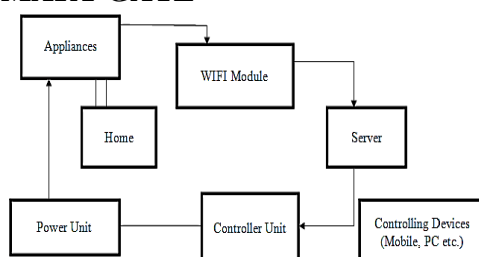 Appliances
WIFI Module
Home
Server
Power Unit
Controller Unit
Controlling Devices
(Mobile, PC etc.)